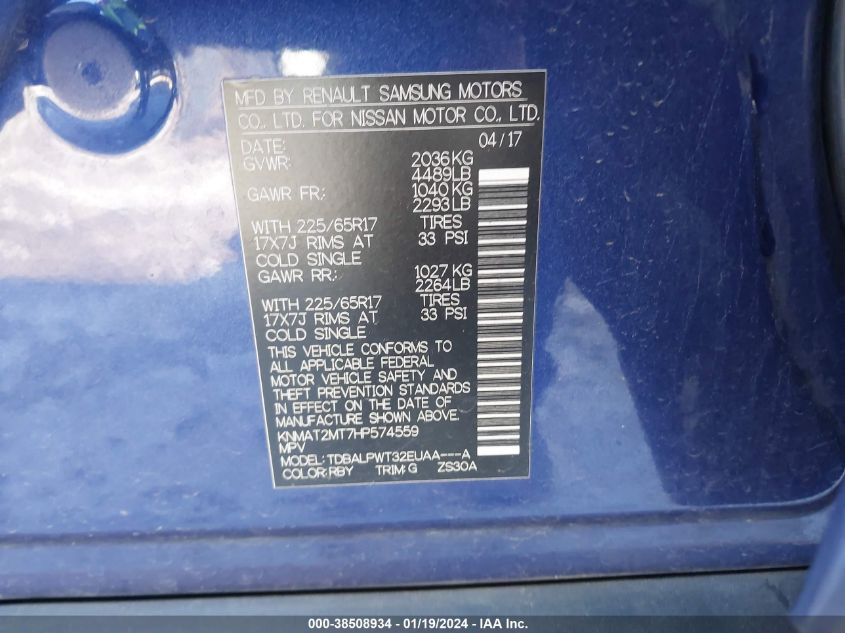 MFD BY RENAULT SAMSUNG MOTORS
CO., LTD. FOR NISSAN MOTOR CO., LTD.
DATE: 04/17
GVWR: 2036KG
4489LB
GAWR FR: 1040 KG
2293LB
WITH 225/65R17 TIRES
17X7J RIMS AT 33 PSI
COLD SINGLE
GAWR RR: 1027 KG
2264LB
WITH 225/65R17 TIRES
17X7J RIMS AT 33 PSI
COLD SINGLE
THIS VEHICLE CONFORMS TO
ALL APPLICABLE FEDERAL
MOTOR VEHICLE SAFETY AND
THEFT PREVENTION STANDARDS
IN EFFECT ON THE DATE OF
MANUFACTURE SHOWN ABOVE.
KNMAT2MT7HP574559
MPV
MODEL: TDBALPWT32EUAA---A
COLOR:RBY TRIM:G ZS30A
000-38508934 - 01/19/2024 - IAA Inc.